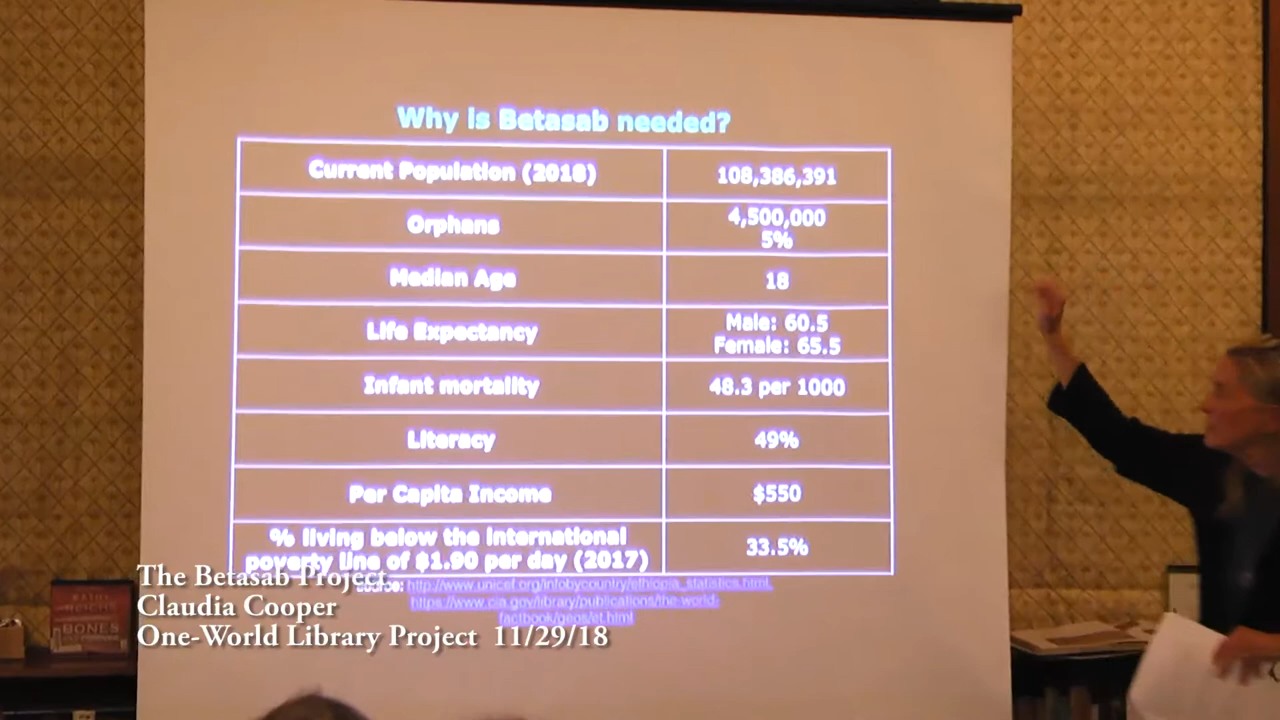 Why is Betasab needed?
Current Population (2018) 108,386,391
Orphans 4,500,000
5%
Median Age 18
Life Expectancy Male: 60.5
Female: 65.5
Infant mortality 48.3 per 1000
Literacy 49%
Per Capita Income $550
% living below the international
poverty line of $1.90 per day (2017) 33.5%
Source: http://www.unicef.org/infobycountry/ethiopia_statistics.html,
https://www.cia.gov/library/publications/the-world-
factbook/geos/et.html
The Betasab Project
Claudia Cooper
One-World Library Project 11/29/18
KATHY
REICHS
BONES